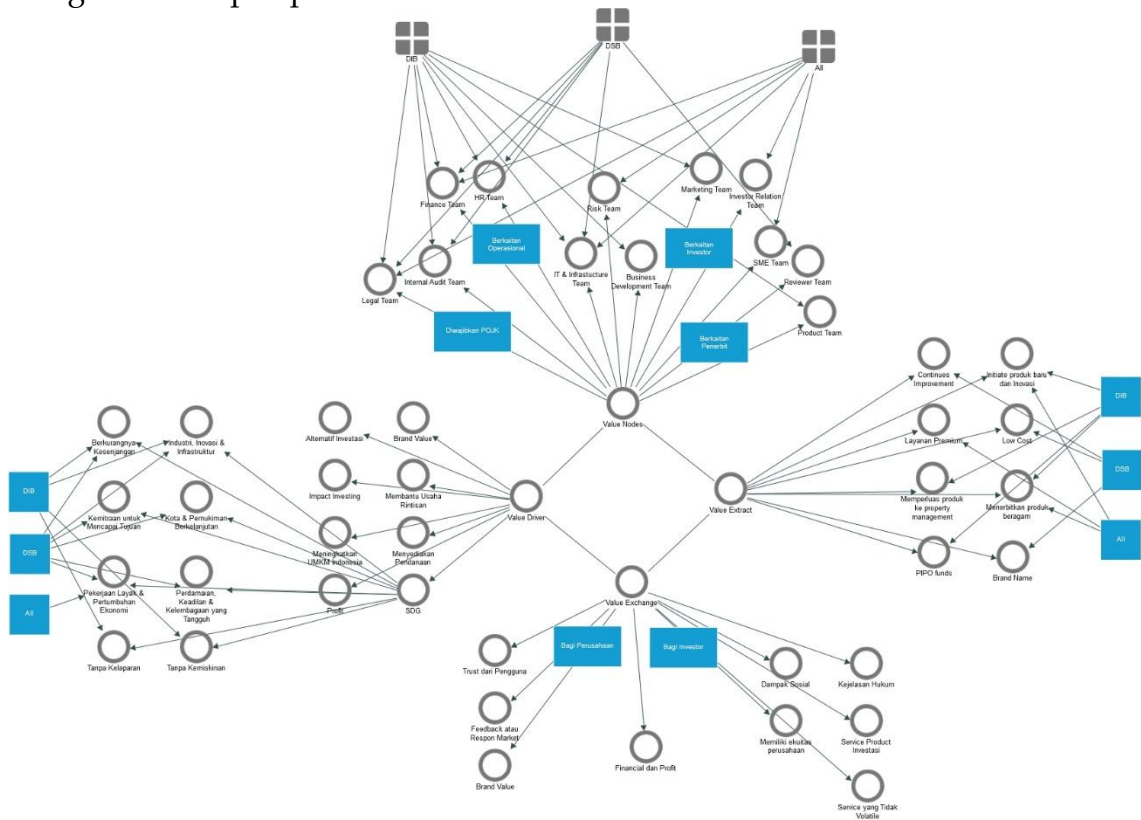 DIB
DSB
All
Finance Team
HR Team
Risk Team
Marketing Team
Investor Relation
Team
Berkaitan
Operasional
Berkaitan
Investor
Legal Team
Internal Audit Team
IT & Infrastucture
Team
Business
Development Team
SME Team
Reviewer Team
Diwajibkan POJK
Berkaitan
Penerbit
Product Team
Value Nodes
Continues
Improvement
Initiate produk baru
dan Inovasi
DIB
Layanan Premium
Low Cost
DSB
Memperluas produk
ke property
management
Menerbitkan produk
beragam
All
PIPO funds
Brand Name
Value Extract
Alternatif Investasi
Brand Value
Impact Investing
Membantu Usaha
Rintisan
Value Driver
Meningkatkan
UMKM Indonesia
Menyediakan
Pendanaan
Profit
SDG
Berkurangnya
Kesenjangan
Industri, Inovasi &
Infrastruktur
DIB
Kemitraan untuk
Mencapai Tujuan
Kota & Pemukiman
Berkelanjutan
DSB
Pekerjaan Layak &
Pertumbuhan
Ekonomi
Perdamaian,
Keadilan &
Kelembagaan yang
Tangguh
All
Tanpa Kelaparan
Tanpa Kemiskinan
Value Exchange
Bagi Perusahaan
Bagi Investor
Trust dari Pengguna
Dampak Sosial
Kejelasan Hukum
Feedback atau
Respon Market
Memiliki ekuitas
perusahaan
Service Product
Investasi
Brand Value
Financial dan Profit
Service yang Tidak
Volatile